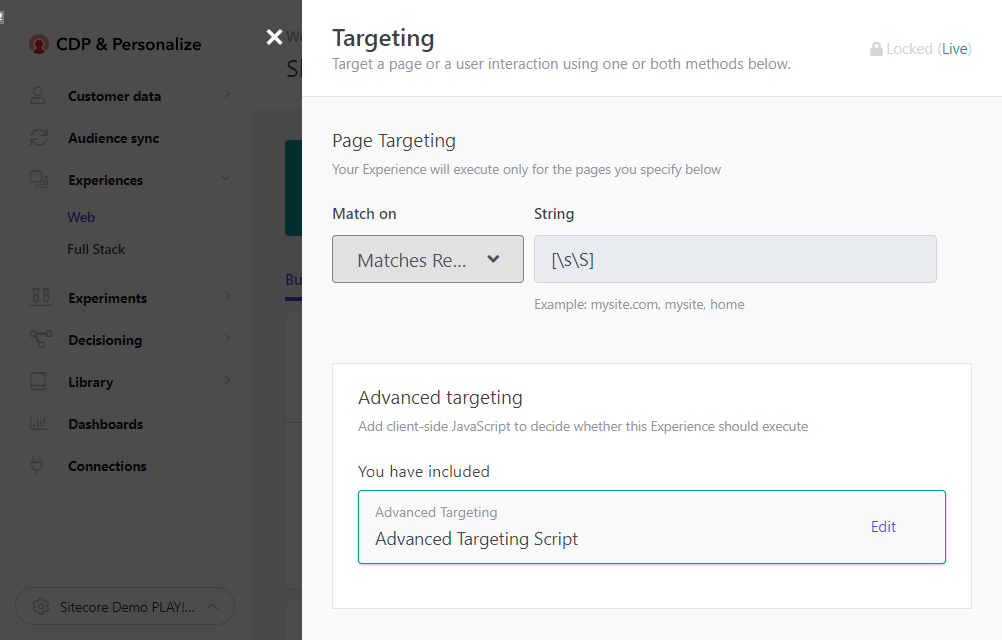 CDP & Personalize
Customer data
Audience sync
Experiences
Web
Full Stack
Experiments
Decisioning
Library
Dashboards
Connections
Sitecore Demo PLAY!...
Targeting
Target a page or a user interaction using one or both methods below.
Locked (Live)
Page Targeting
Your Experience will execute only for the pages you specify below
Match on
String
Matches Re...
[\s\S]
Example: mysite.com, mysite, home
Advanced targeting
Add client-side JavaScript to decide whether this Experience should execute
You have included
Advanced Targeting
Advanced Targeting Script
Edit